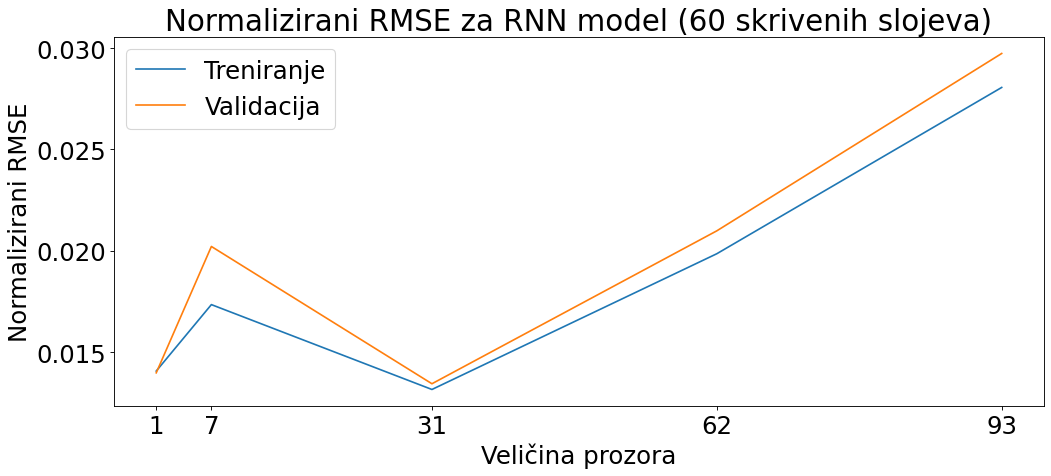 Normalizirani RMSE za RNN model (60 skrivenih slojeva)
Treniranje
Validacija
Normalizirani RMSE
0.030
0.025
0.020
0.015
1 7 31 62 93
Veličina prozora